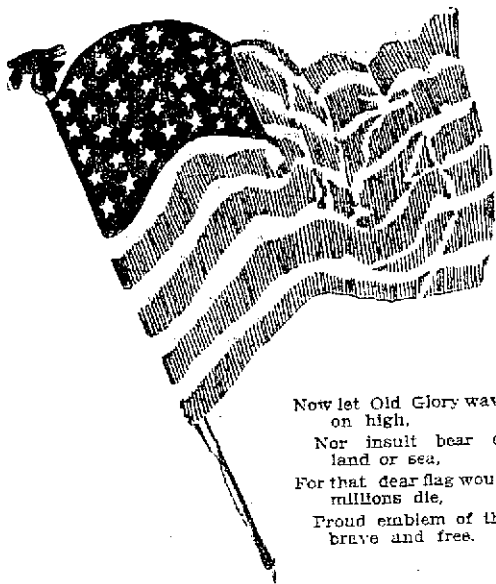 Now let Old Glory wav
on high,
Nor insult bear
land or sea,
For that dear flag wou
millions die,
Proud emblem of th
brave and free.